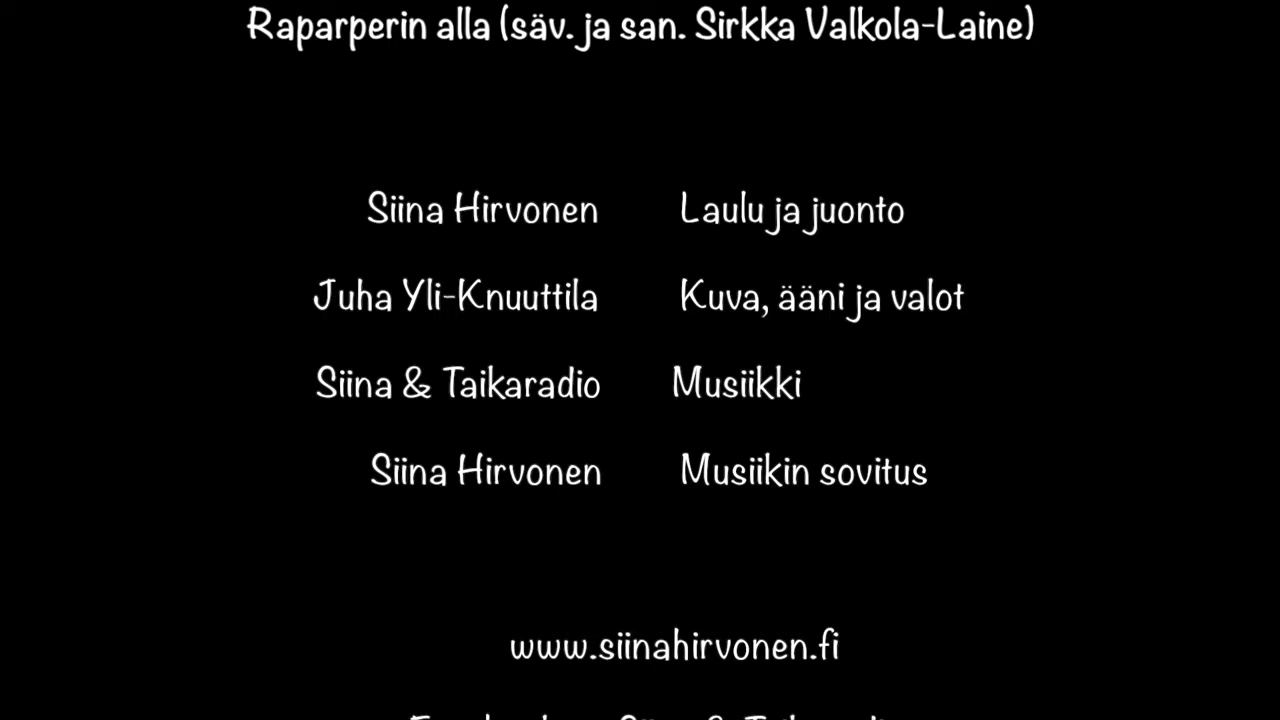 Raparperin alla (säv. ja san. Sirkka Valkola-Laine)
Siina Hirvonen Laulu ja juonto
Juha Yli-Knuuttila Kuva, ääni ja valot
Siina & Taikaradio Musiikki
Siina Hirvonen Musiikin sovitus
www.siinahirvonen.fi